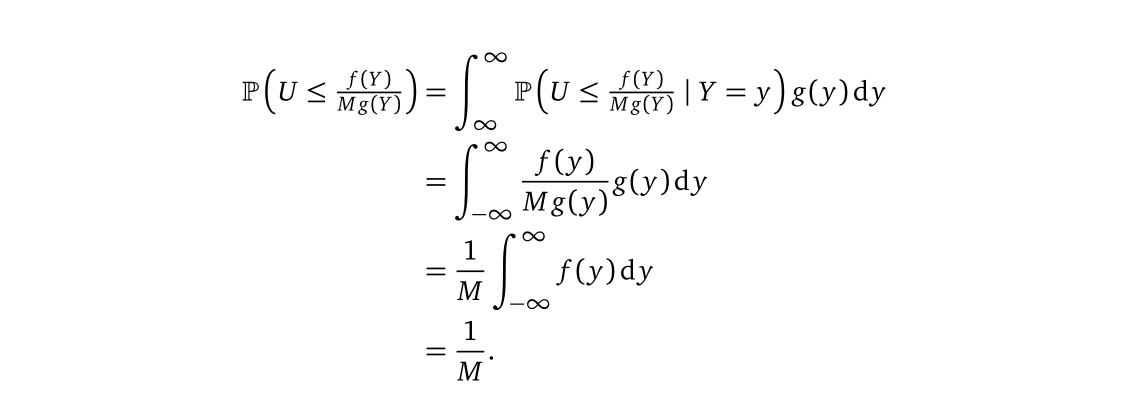 ℙ(U ≤ f(Y)/Mg(Y)) = ∫_{∞}^{∞} ℙ(U ≤ f(Y)/Mg(Y) | Y = y) g(y) dy
= ∫_{−∞}^{∞} f(y)/Mg(y) g(y) dy
= 1/M ∫_{−∞}^{∞} f(y) dy
= 1/M.